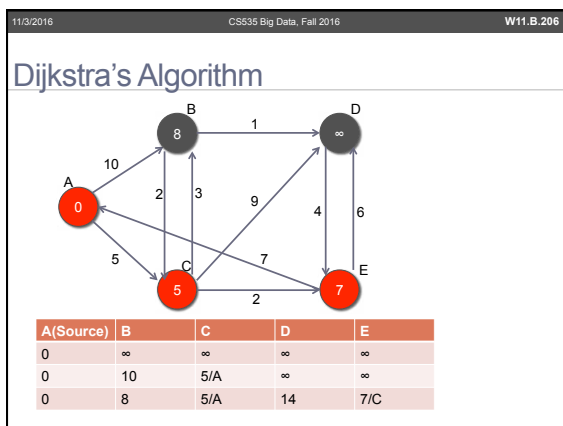 11/3/2016 CS535 Big Data, Fall 2016 W11.B.206
Dijkstra's Algorithm
B D
8 1 ∞
10
A
0 2 3 9 4 6
5 7
C E
5 2 7
A(Source) B C D E
0 ∞ ∞ ∞ ∞
0 10 5/A ∞ ∞
0 8 5/A 14 7/C